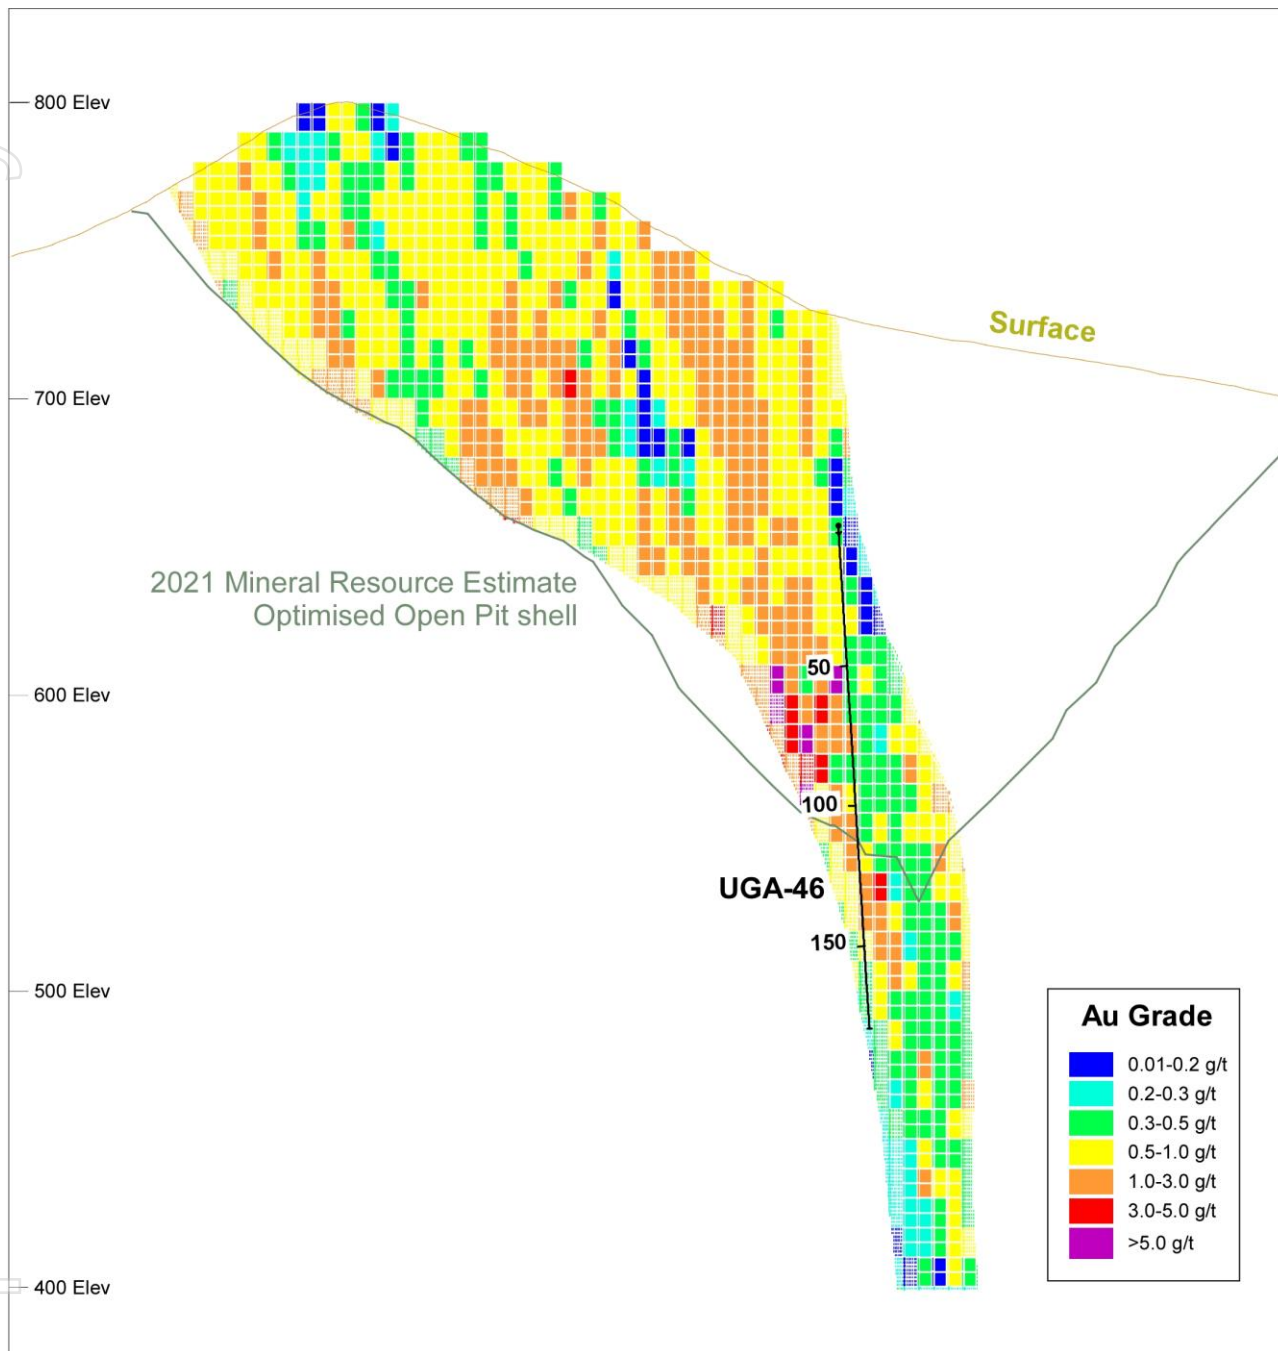 800 Elev
Surface
700 Elev
2021 Mineral Resource Estimate
Optimised Open Pit shell
50
600 Elev
100
UGA-46
150
500 Elev
Au Grade
0.01-0.2 g/t
0.2-0.3 g/t
0.3-0.5 g/t
0.5-1.0 g/t
1.0-3.0 g/t
3.0-5.0 g/t
>5.0 g/t
400 Elev